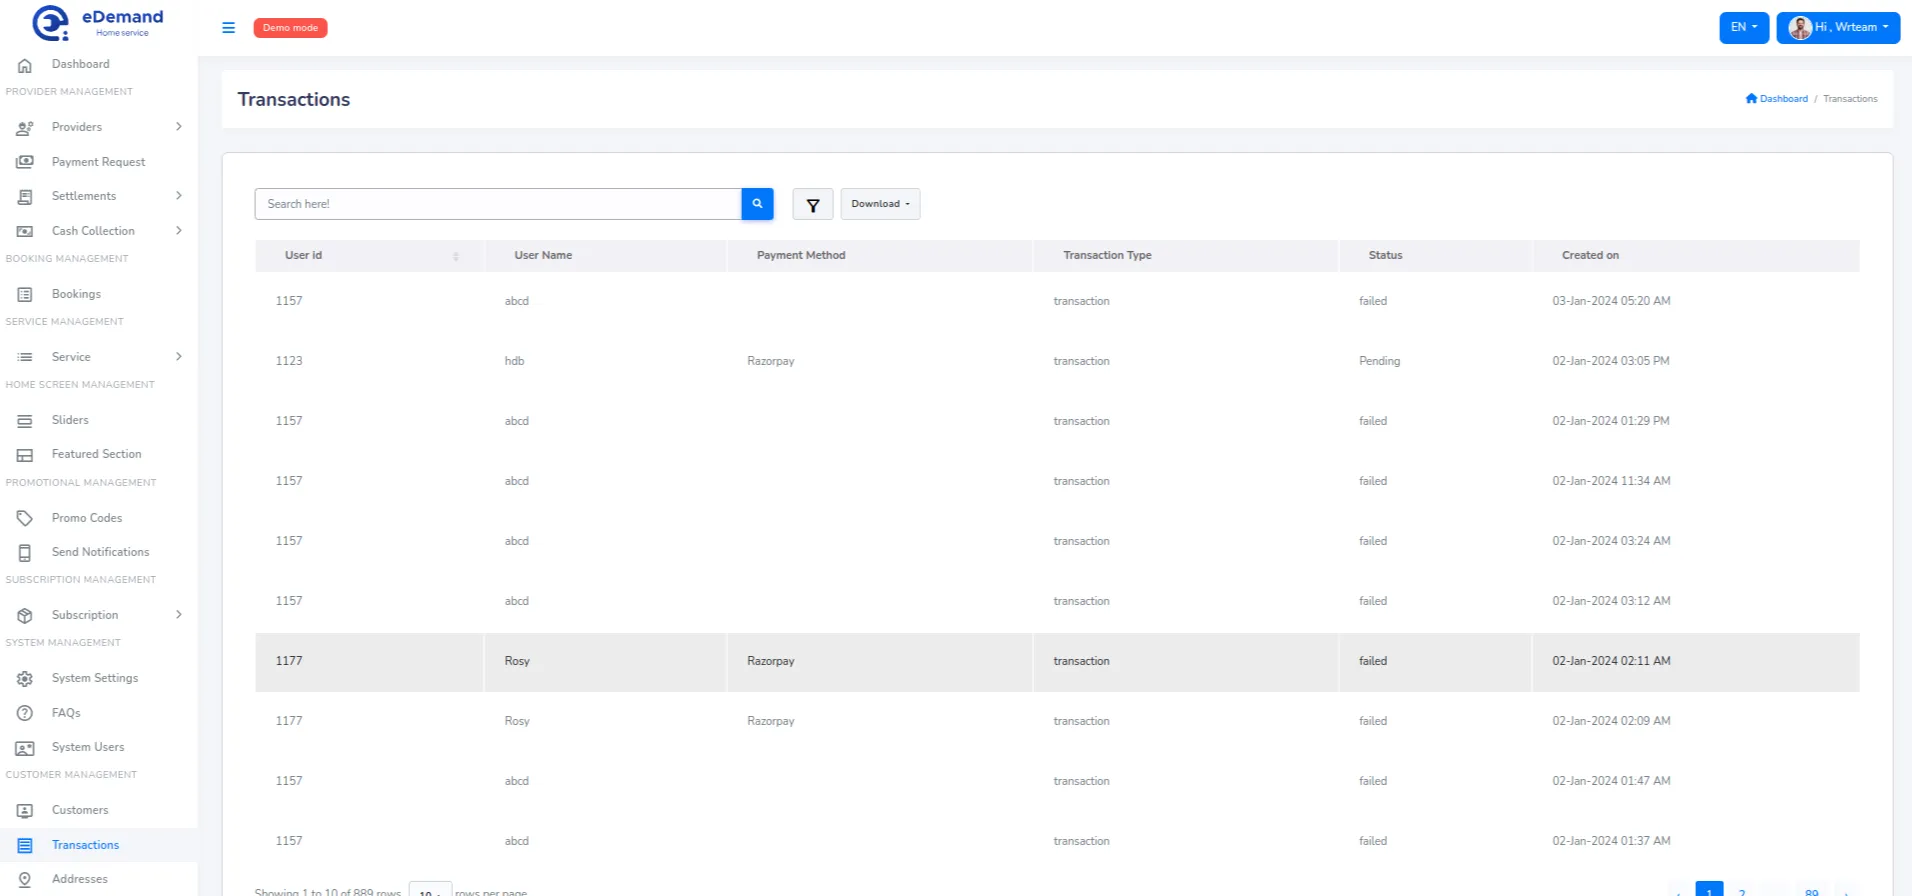 eDemand
Home service
Demo mode
EN
Hi , Wrteam
Dashboard
PROVIDER MANAGEMENT
Providers
Payment Request
Settlements
Cash Collection
BOOKING MANAGEMENT
Bookings
SERVICE MANAGEMENT
Service
HOME SCREEN MANAGEMENT
Sliders
Featured Section
PROMOTIONAL MANAGEMENT
Promo Codes
Send Notifications
SUBSCRIPTION MANAGEMENT
Subscription
SYSTEM MANAGEMENT
System Settings
FAQs
System Users
CUSTOMER MANAGEMENT
Customers
Transactions
Addresses
Transactions
Dashboard / Transactions
Search here!
Download
User Id User Name Payment Method Transaction Type Status Created on
1157 abcd transaction failed 03-Jan-2024 05:20 AM
1123 hdb Razorpay transaction Pending 02-Jan-2024 03:05 PM
1157 abcd transaction failed 02-Jan-2024 01:29 PM
1157 abcd transaction failed 02-Jan-2024 11:34 AM
1157 abcd transaction failed 02-Jan-2024 03:24 AM
1157 abcd transaction failed 02-Jan-2024 03:12 AM
1177 Rosy Razorpay transaction failed 02-Jan-2024 02:11 AM
1177 Rosy Razorpay transaction failed 02-Jan-2024 02:09 AM
1157 abcd transaction failed 02-Jan-2024 01:47 AM
1157 abcd transaction failed 02-Jan-2024 01:37 AM
Showing 1 to 10 of 889 rows 10 rows per page
‹ 1 2 ... 89 ›